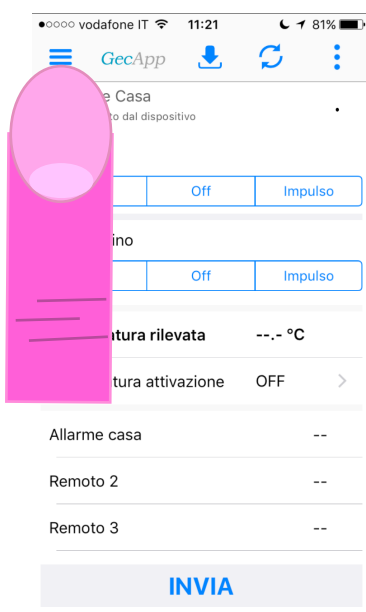 vodafone IT 11:21 81%
GecApp
e Casa
to dal dispositivo
Off Impulso
ino
Off Impulso
tura rilevata --.- °C
tura attivazione OFF >
Allarme casa --
Remoto 2 --
Remoto 3 --
INVIA